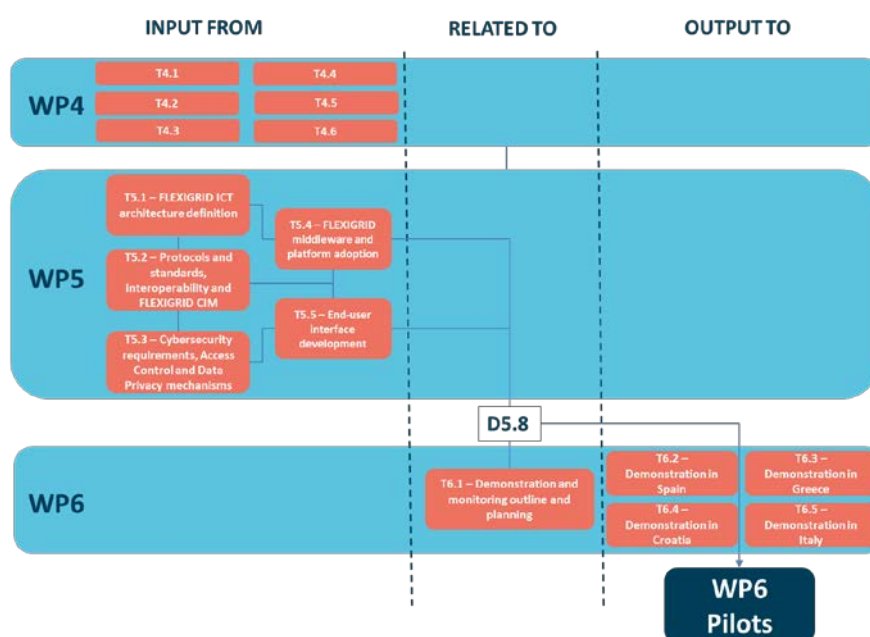 INPUT FROM
RELATED TO
OUTPUT TO
WP4
T4.1
T4.4
T4.2
T4.5
T4.3
T4.6
WP5
T5.1 – FLEXIGRID ICT
architecture definition
T5.4 – FLEXIGRID
middleware and
platform adoption
T5.2 – Protocols and
standards,
interoperability and
FLEXIGRID CIM
T5.5 – End-user
interface
development
T5.3 – Cybersecurity
requirements, Access
Control and Data
Privacy mechanisms
D5.8
WP6
T6.1 – Demonstration and
monitoring outline and
planning
T6.2 –
Demonstration in
Spain
T6.3 –
Demonstration in
Greece
T6.4 –
Demonstration in
Croatia
T6.5 –
Demonstration in
Italy
WP6
Pilots